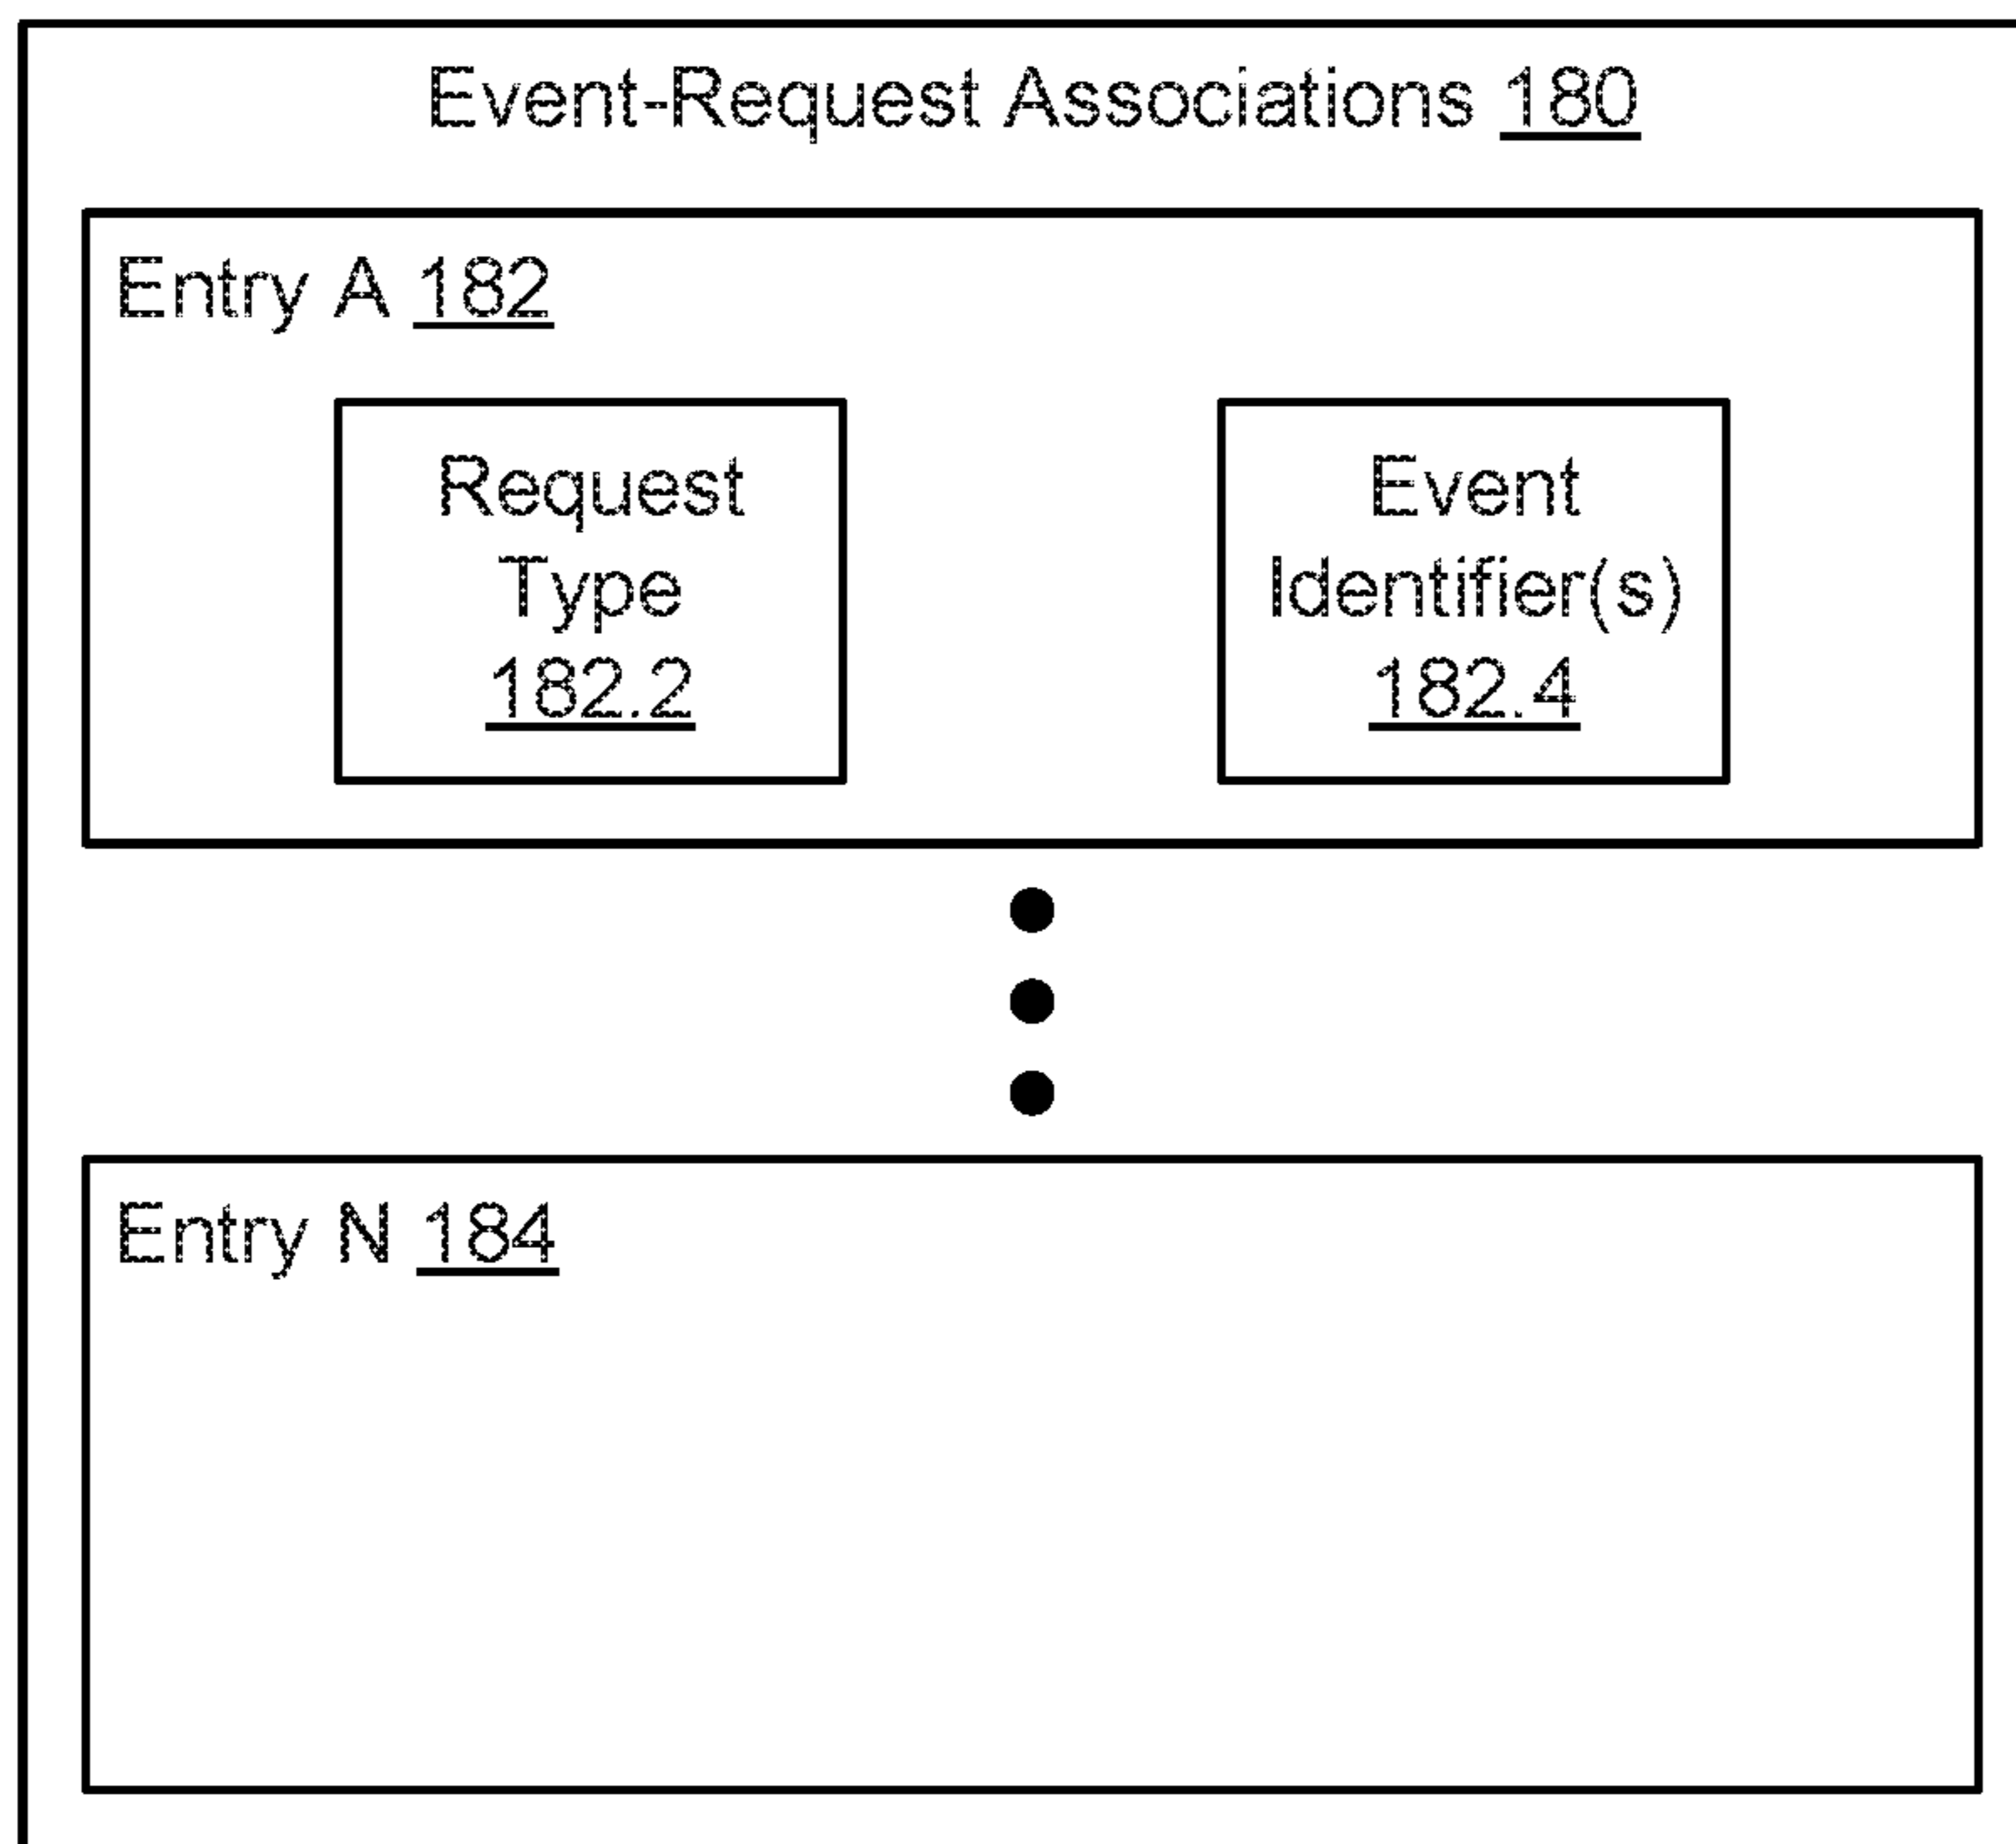 Event-Request Associations 180
Entry A 182
Request
Type
182.2
Event
Identifier(s)
182.4
Entry N 184